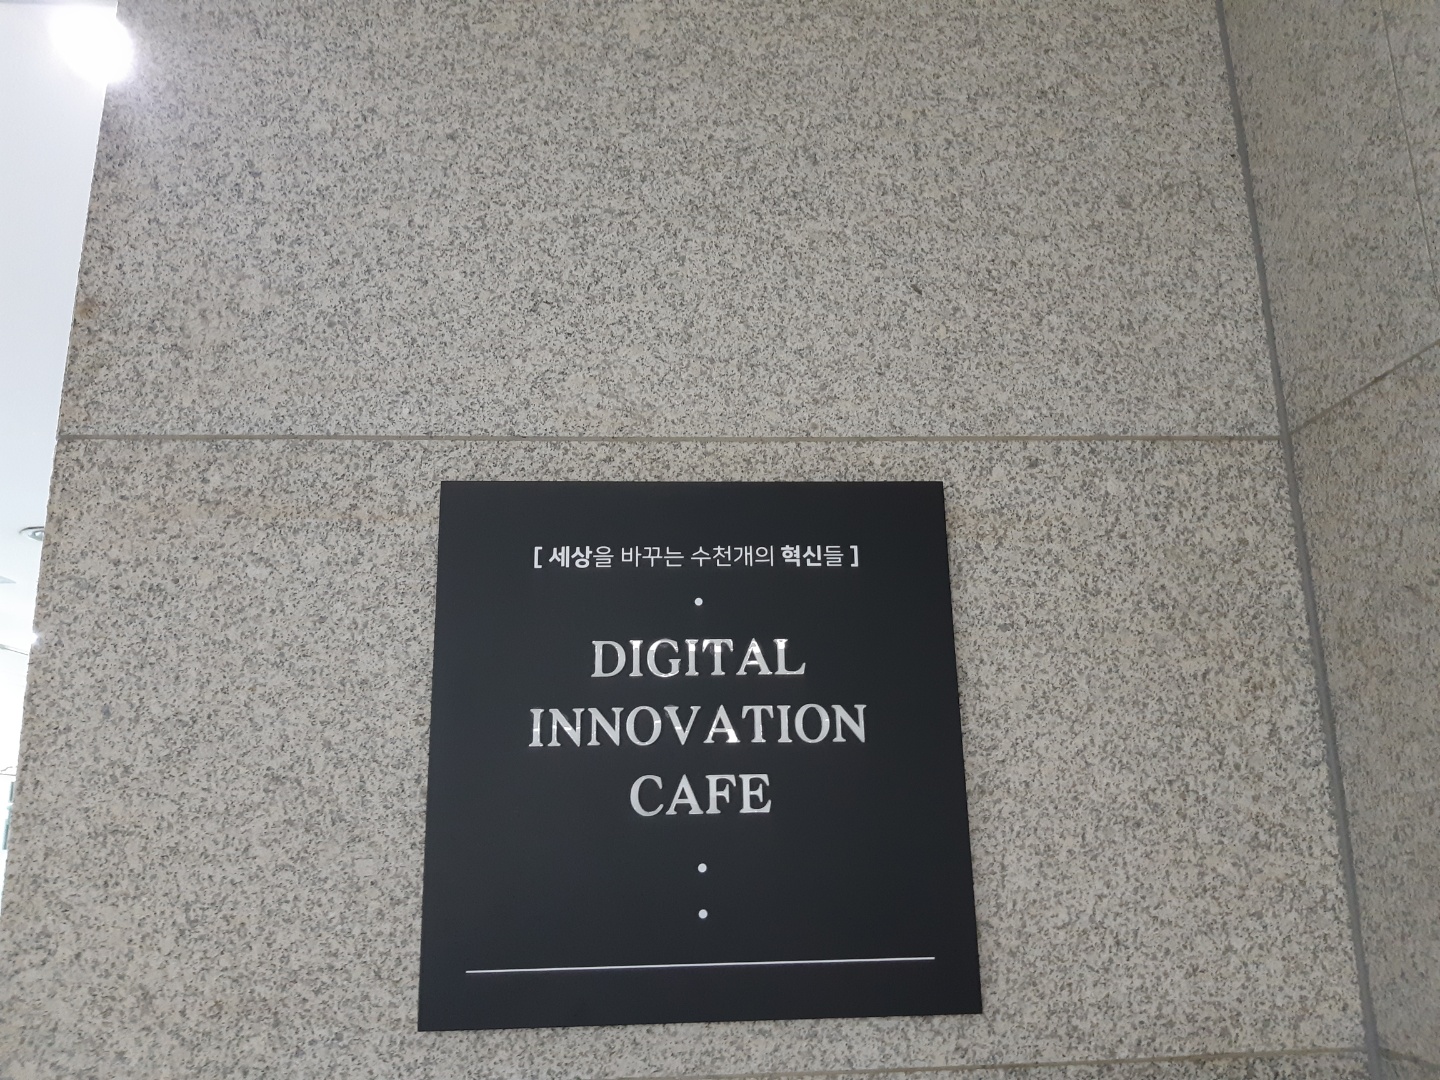 [ 세상을 바꾸는 수천개의 혁신들 ]
DIGITAL
INNOVATION
CAFE